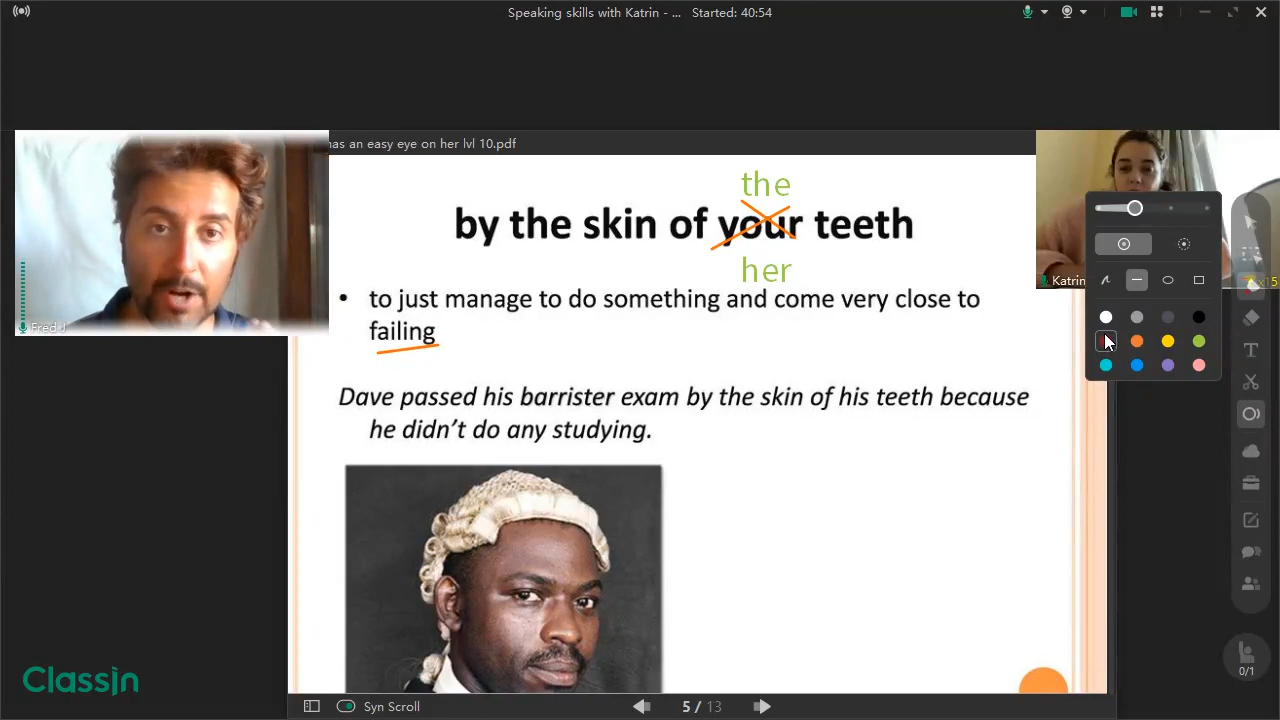 Speaking skills with Katrin - ... Started: 40:54
has an easy eye on her lvl 10.pdf
the
by the skin of your teeth
her
• to just manage to do something and come very close to
failing
Dave passed his barrister exam by the skin of his teeth because
he didn't do any studying.
Fred J
Katrin
x15
T
ClassIn
Syn Scroll
5 / 13
0/1